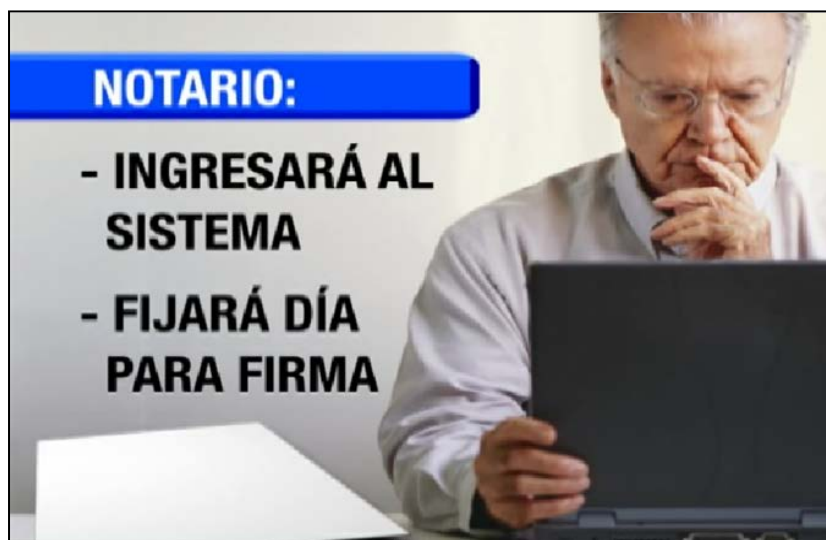 NOTARIO:
- INGRESARÁ AL
SISTEMA
- FIJARÁ DÍA
PARA FIRMA